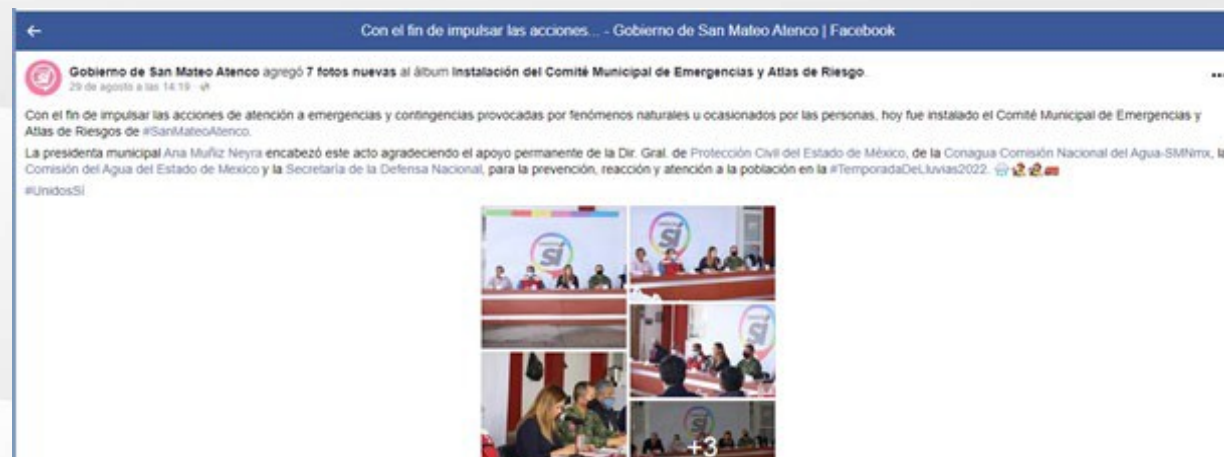 Con el fin de impulsar las acciones... - Gobierno de San Mateo Atenco | Facebook
Gobierno de San Mateo Atenco agregó 7 fotos nuevas al álbum Instalación del Comité Municipal de Emergencias y Atlas de Riesgo.
29 de agosto a las 14:19 ·
Con el fin de impulsar las acciones de atención a emergencias y contingencias provocadas por fenómenos naturales u ocasionados por las personas, hoy fue instalado el Comité Municipal de Emergencias y
Atlas de Riesgos de #SanMateoAtenco.
La presidenta municipal Ana Muñiz Neyra encabezó este acto agradeciendo el apoyo permanente de la Dir. Gral. de Protección Civil del Estado de México, de la Conagua Comisión Nacional del Agua-SMNmx, la
Comisión del Agua del Estado de Mexico y la Secretaría de la Defensa Nacional, para la prevención, reacción y atención a la población en la #TemporadaDeLluvias2022.
#UnidosSí
SÍ
SÍ
SÍ
SÍ
+3